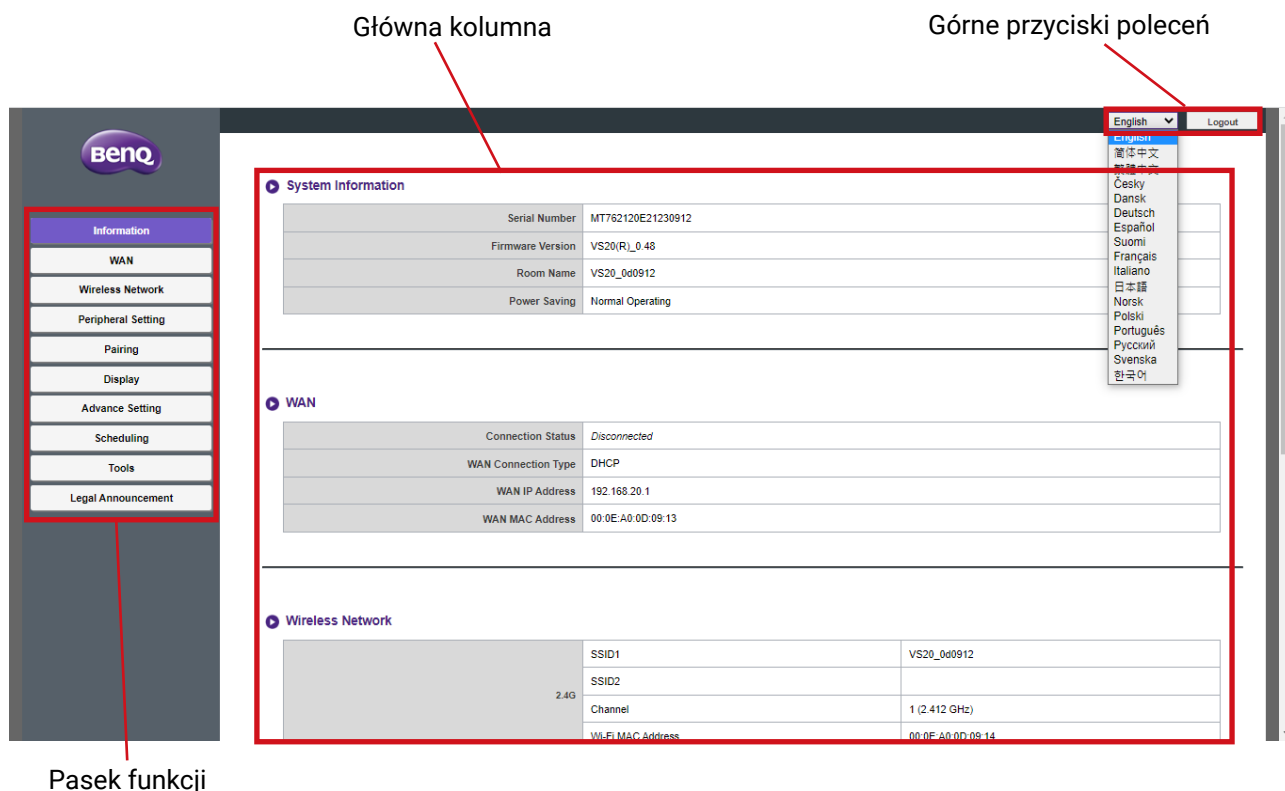 Główna kolumna
Górne przyciski poleceń
BenQ
English
Logout
English
简体中文
繁體中文
Česky
Dansk
Deutsch
Español
Suomi
Français
Italiano
日本語
Norsk
Polski
Português
Русский
Svenska
한국어
Information
WAN
Wireless Network
Peripheral Setting
Pairing
Display
Advance Setting
Scheduling
Tools
Legal Announcement
System Information
Serial Number MT762120E21230912
Firmware Version VS20(R)_0.48
Room Name VS20_0d0912
Power Saving Normal Operating
WAN
Connection Status Disconnected
WAN Connection Type DHCP
WAN IP Address 192.168.20.1
WAN MAC Address 00:0E:A0:0D:09:13
Wireless Network
2.4G
SSID1 VS20_0d0912
SSID2
Channel 1 (2.412 GHz)
Wi-Fi MAC Address 00:0E:A0:0D:09:14
Pasek funkcji